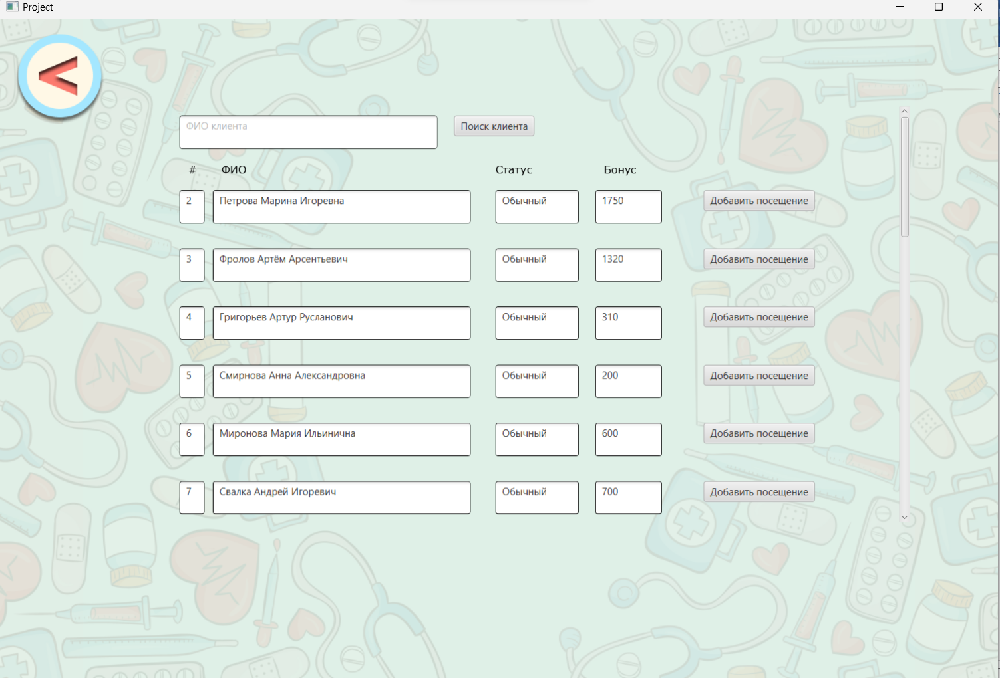 Project
ФИО клиента
Поиск клиента
# ФИО Статус Бонус
2 Петрова Марина Игоревна Обычный 1750 Добавить посещение
3 Фролов Артём Арсентьевич Обычный 1320 Добавить посещение
4 Григорьев Артур Русланович Обычный 310 Добавить посещение
5 Смирнова Анна Александровна Обычный 200 Добавить посещение
6 Миронова Мария Ильинична Обычный 600 Добавить посещение
7 Свалка Андрей Игоревич Обычный 700 Добавить посещение